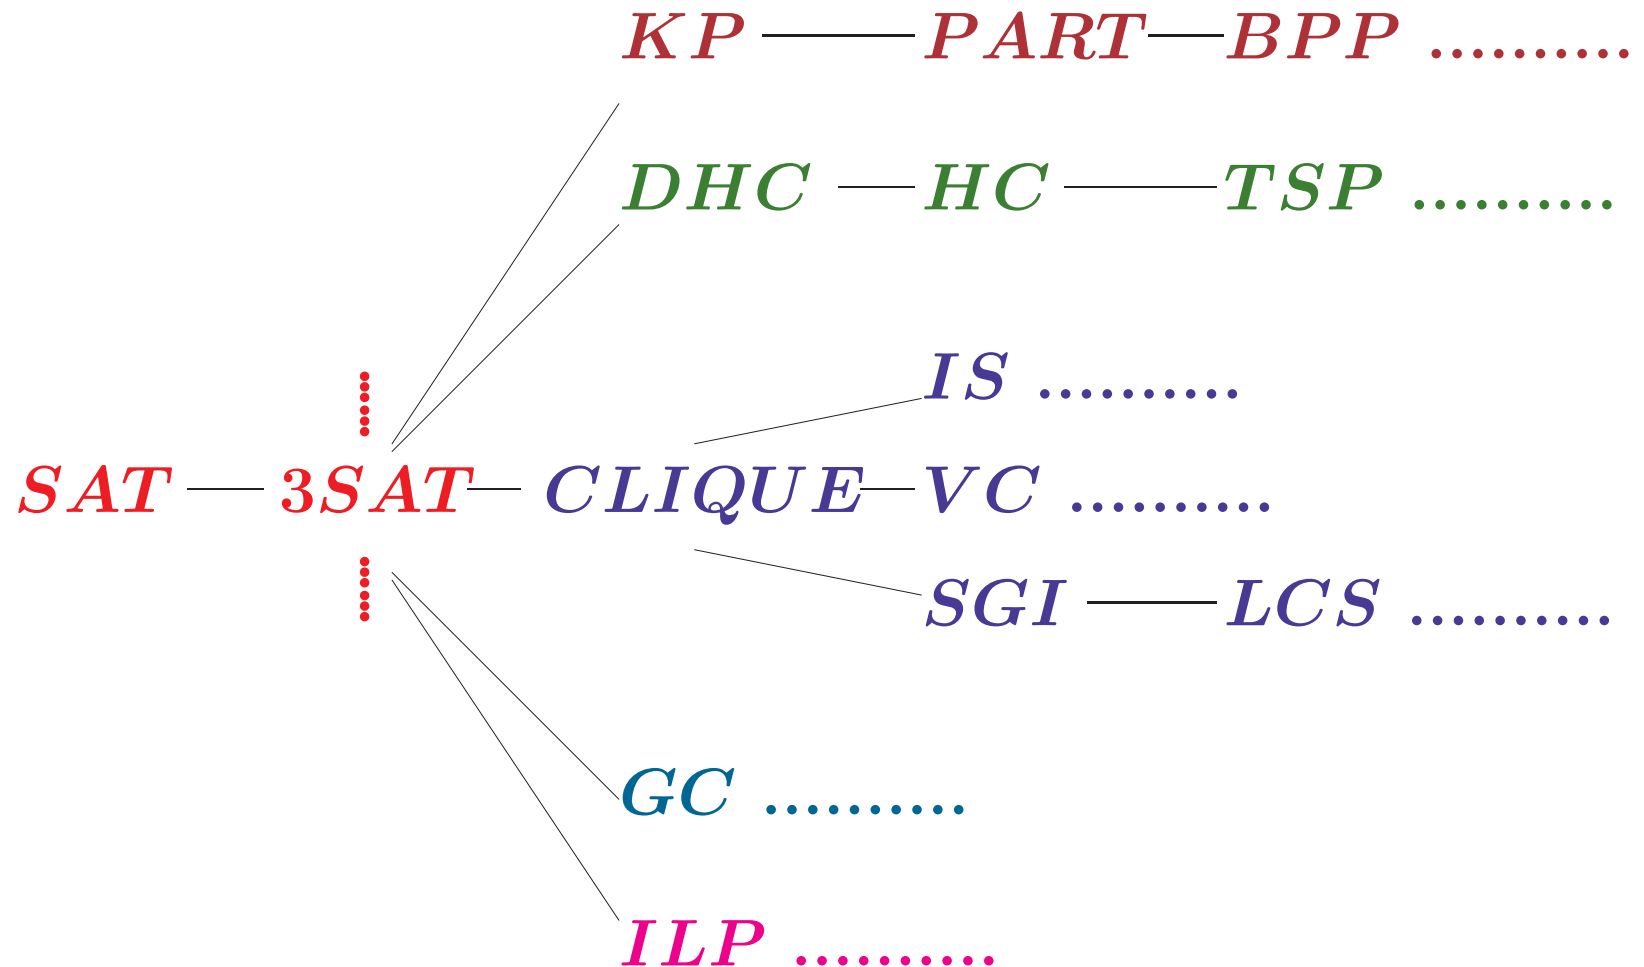 KP PART BPP ..........
DHC HC TSP ..........
IS ..........
SAT 3SAT CLIQUE VC ..........
SGI LCS ..........
GC ..........
ILP ..........